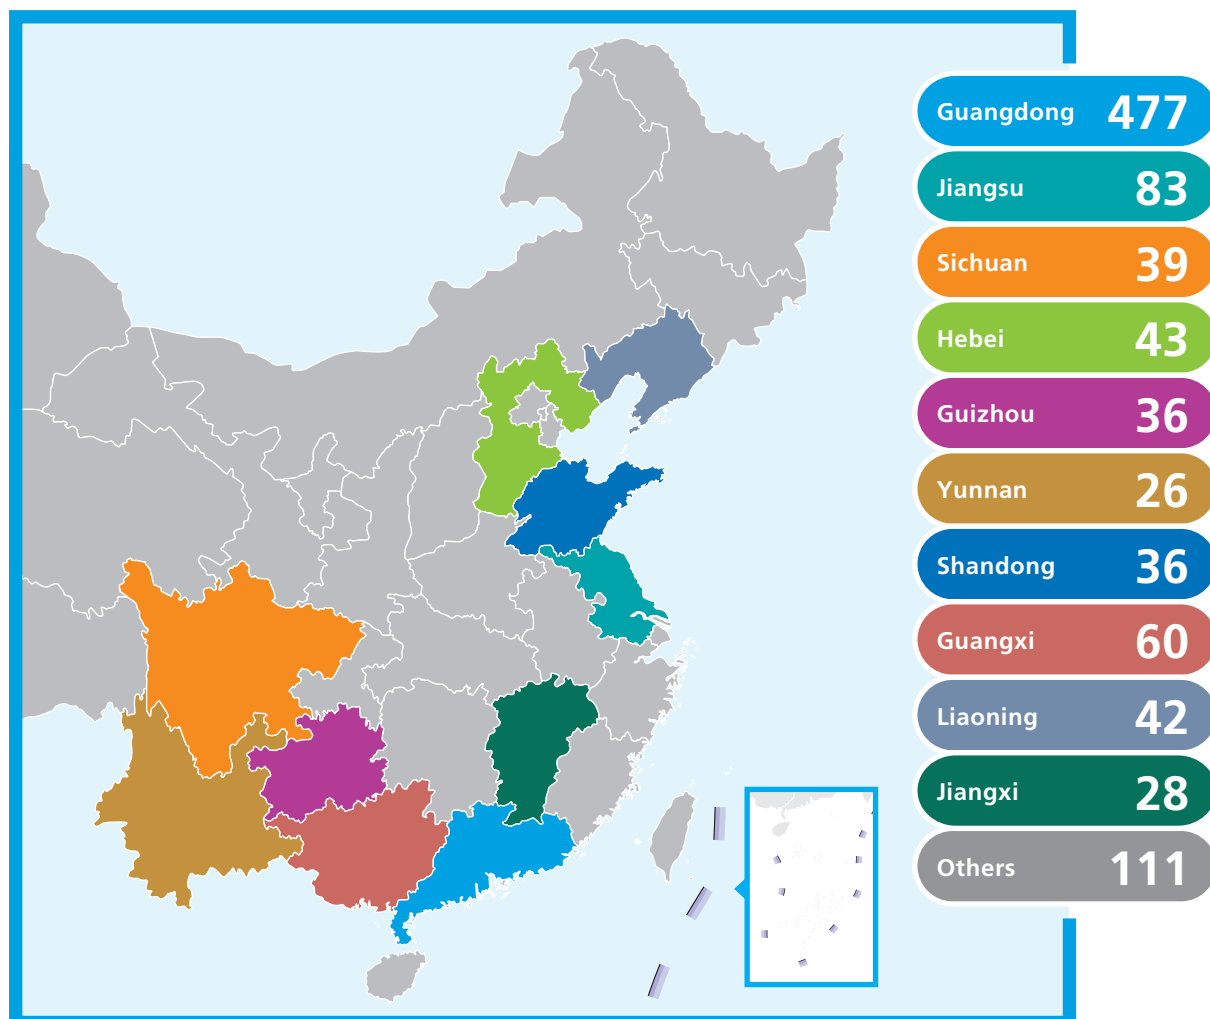 Guangdong 477
Jiangsu 83
Sichuan 39
Hebei 43
Guizhou 36
Yunnan 26
Shandong 36
Guangxi 60
Liaoning 42
Jiangxi 28
Others 111